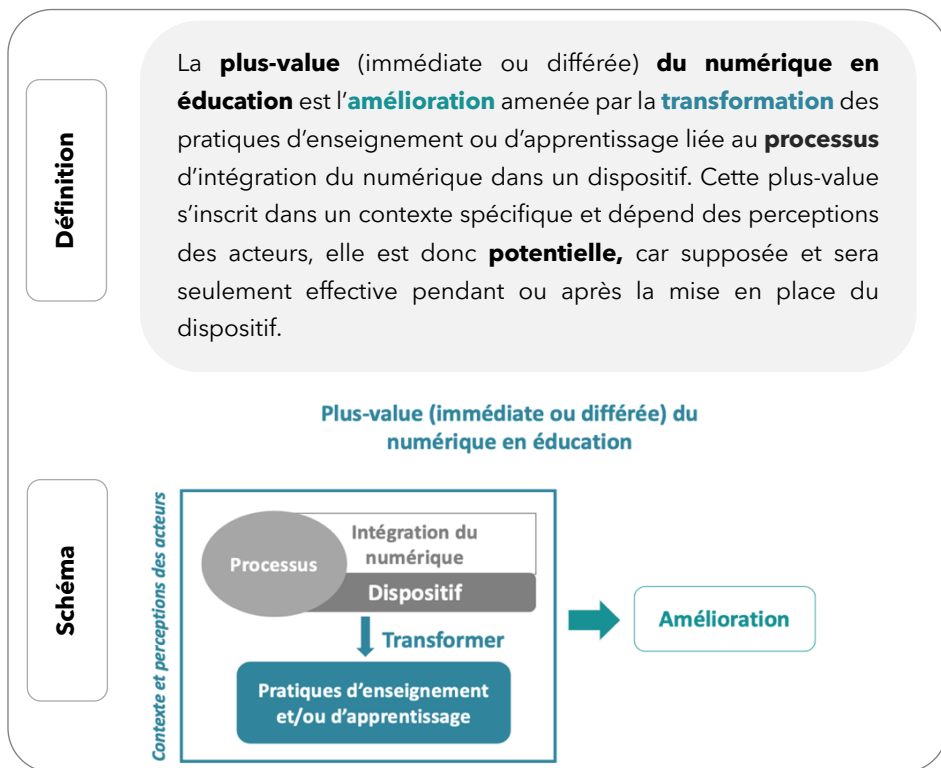 Définition
La plus-value (immédiate ou différée) du numérique en
éducation est l'amélioration amenée par la transformation des
pratiques d'enseignement ou d'apprentissage liée au processus
d'intégration du numérique dans un dispositif. Cette plus-value
s'inscrit dans un contexte spécifique et dépend des perceptions
des acteurs, elle est donc potentielle, car supposée et sera
seulement effective pendant ou après la mise en place du
dispositif.
Schéma
Plus-value (immédiate ou différée) du
numérique en éducation
Contexte et perceptions des acteurs
Processus
Intégration du
numérique
Dispositif
Transformer
Pratiques d'enseignement
et/ou d'apprentissage
Amélioration